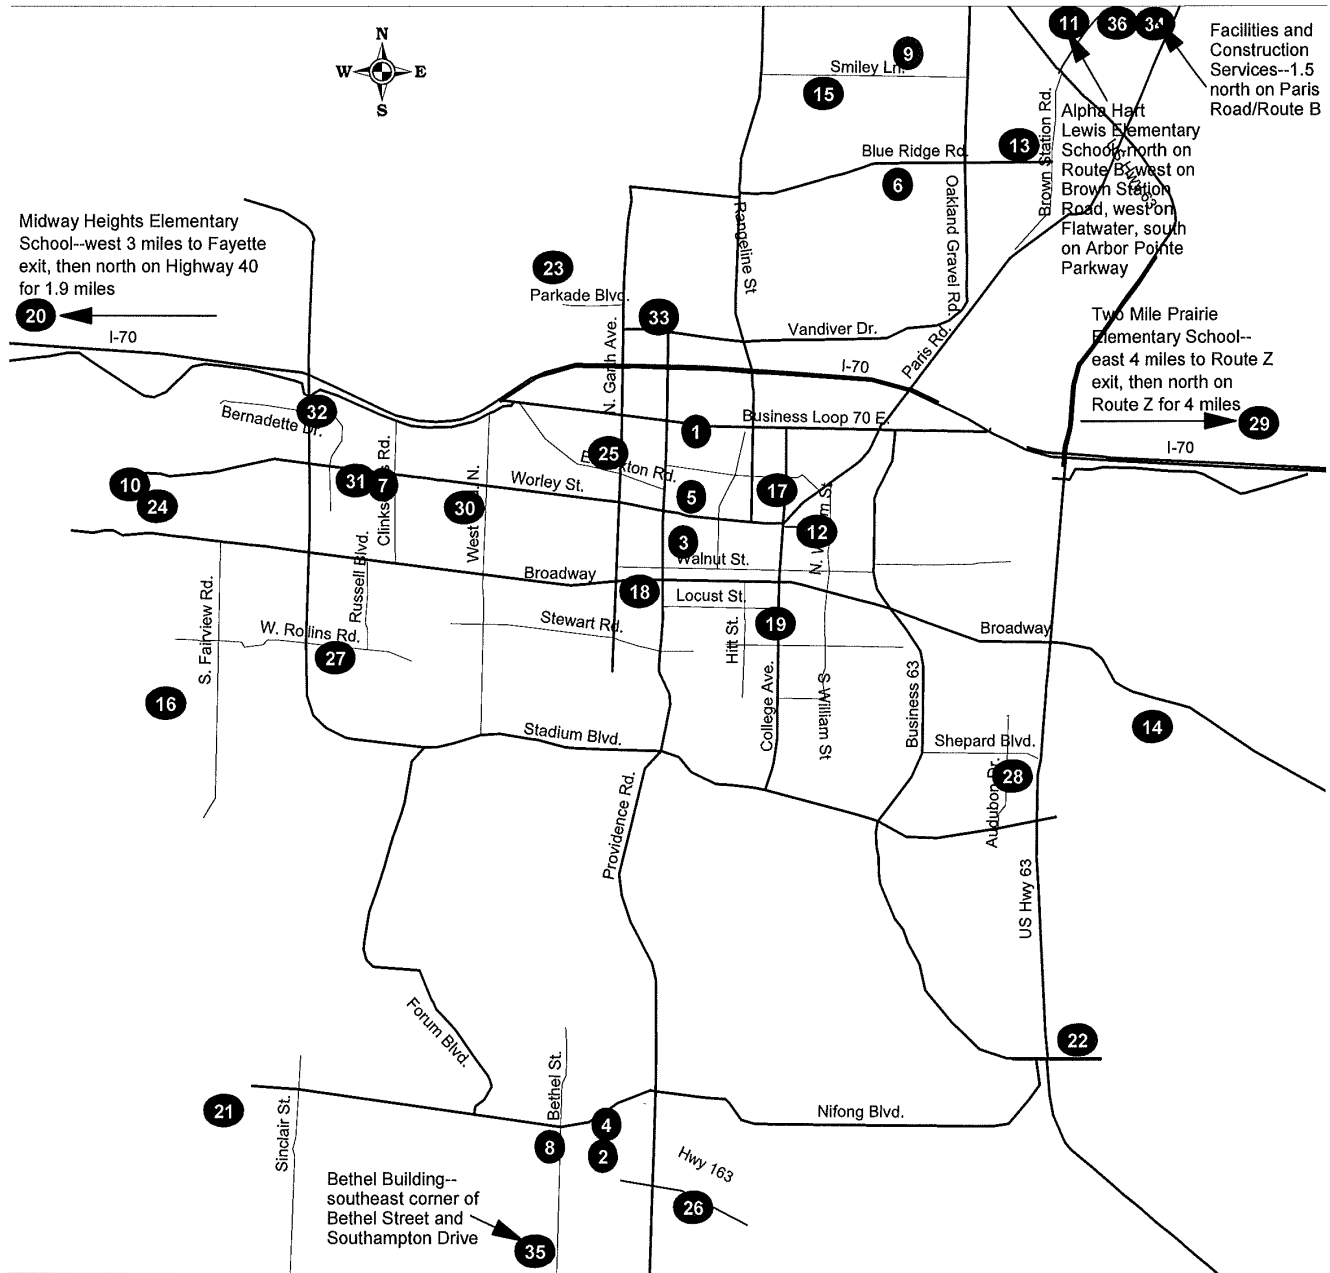 N
W
E
S
11
36
34
Facilities and
Construction
Services--1.5
north on Paris
Road/Route B
9
Smiley Ln.
15
Brown Station Rd.
Alpha Hart
Lewis Elementary
School--north on
Route B, west on
Brown Station
Road, west on
Flatwater, south
on Arbor Pointe
Parkway
US Hwy 63
13
Blue Ridge Rd.
6
Oakland Gravel Rd.
Rangeline St
Midway Heights Elementary
School--west 3 miles to Fayette
exit, then north on Highway 40
for 1.9 miles
20
I-70
23
Parkade Blvd.
33
N. Garth Ave.
Vandiver Dr.
Paris Rd.
I-70
Two Mile Prairie
Elementary School--
east 4 miles to Route Z
exit, then north on
Route Z for 4 miles
29
I-70
32
Bernadette Dr.
1
Business Loop 70 E.
25
10
24
31
7
Rd.
30
West
N.
Worley St.
5
17
12
3
Walnut St.
Broadway
18
Locust St.
19
Stewart Rd.
Hitt St.
S. Fairview Rd.
Russell Blvd.
W. Rollins Rd.
27
16
College Ave.
S William St
Business 63
Broadway
14
Shepard Blvd.
28
Audubon Dr.
Stadium Blvd.
Providence Rd.
US Hwy 63
22
Forum Blvd.
Bethel St.
21
Sinclair St.
4
8
2
Nifong Blvd.
Hwy 163
26
Bethel Building--
southeast corner of
Bethel Street and
Southampton Drive
35